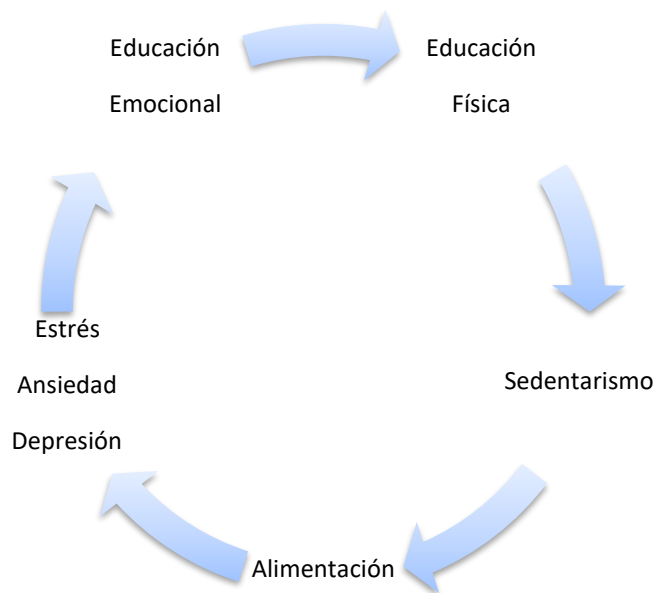 Educación
Emocional
Educación
Física
Sedentarismo
Alimentación
Estrés
Ansiedad
Depresión